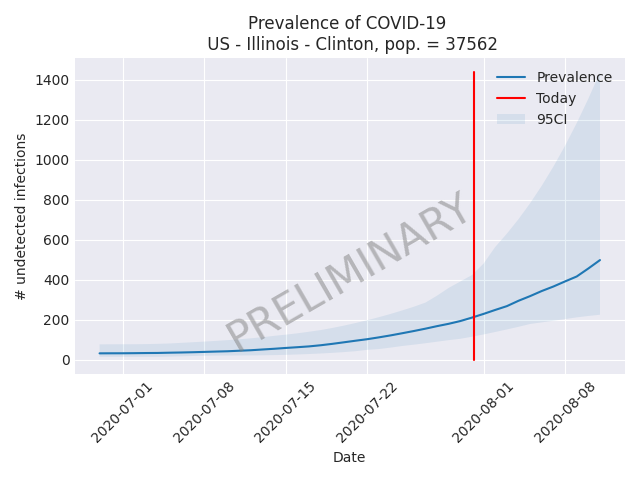 Prevalence of COVID-19
US - Illinois - Clinton, pop. = 37562
Prevalence
Today
95CI
1400
1200
1000
800
600
400
200
0
# undetected infections
PRELIMINARY
2020-07-01
2020-07-08
2020-07-15
2020-07-22
2020-08-01
2020-08-08
Date